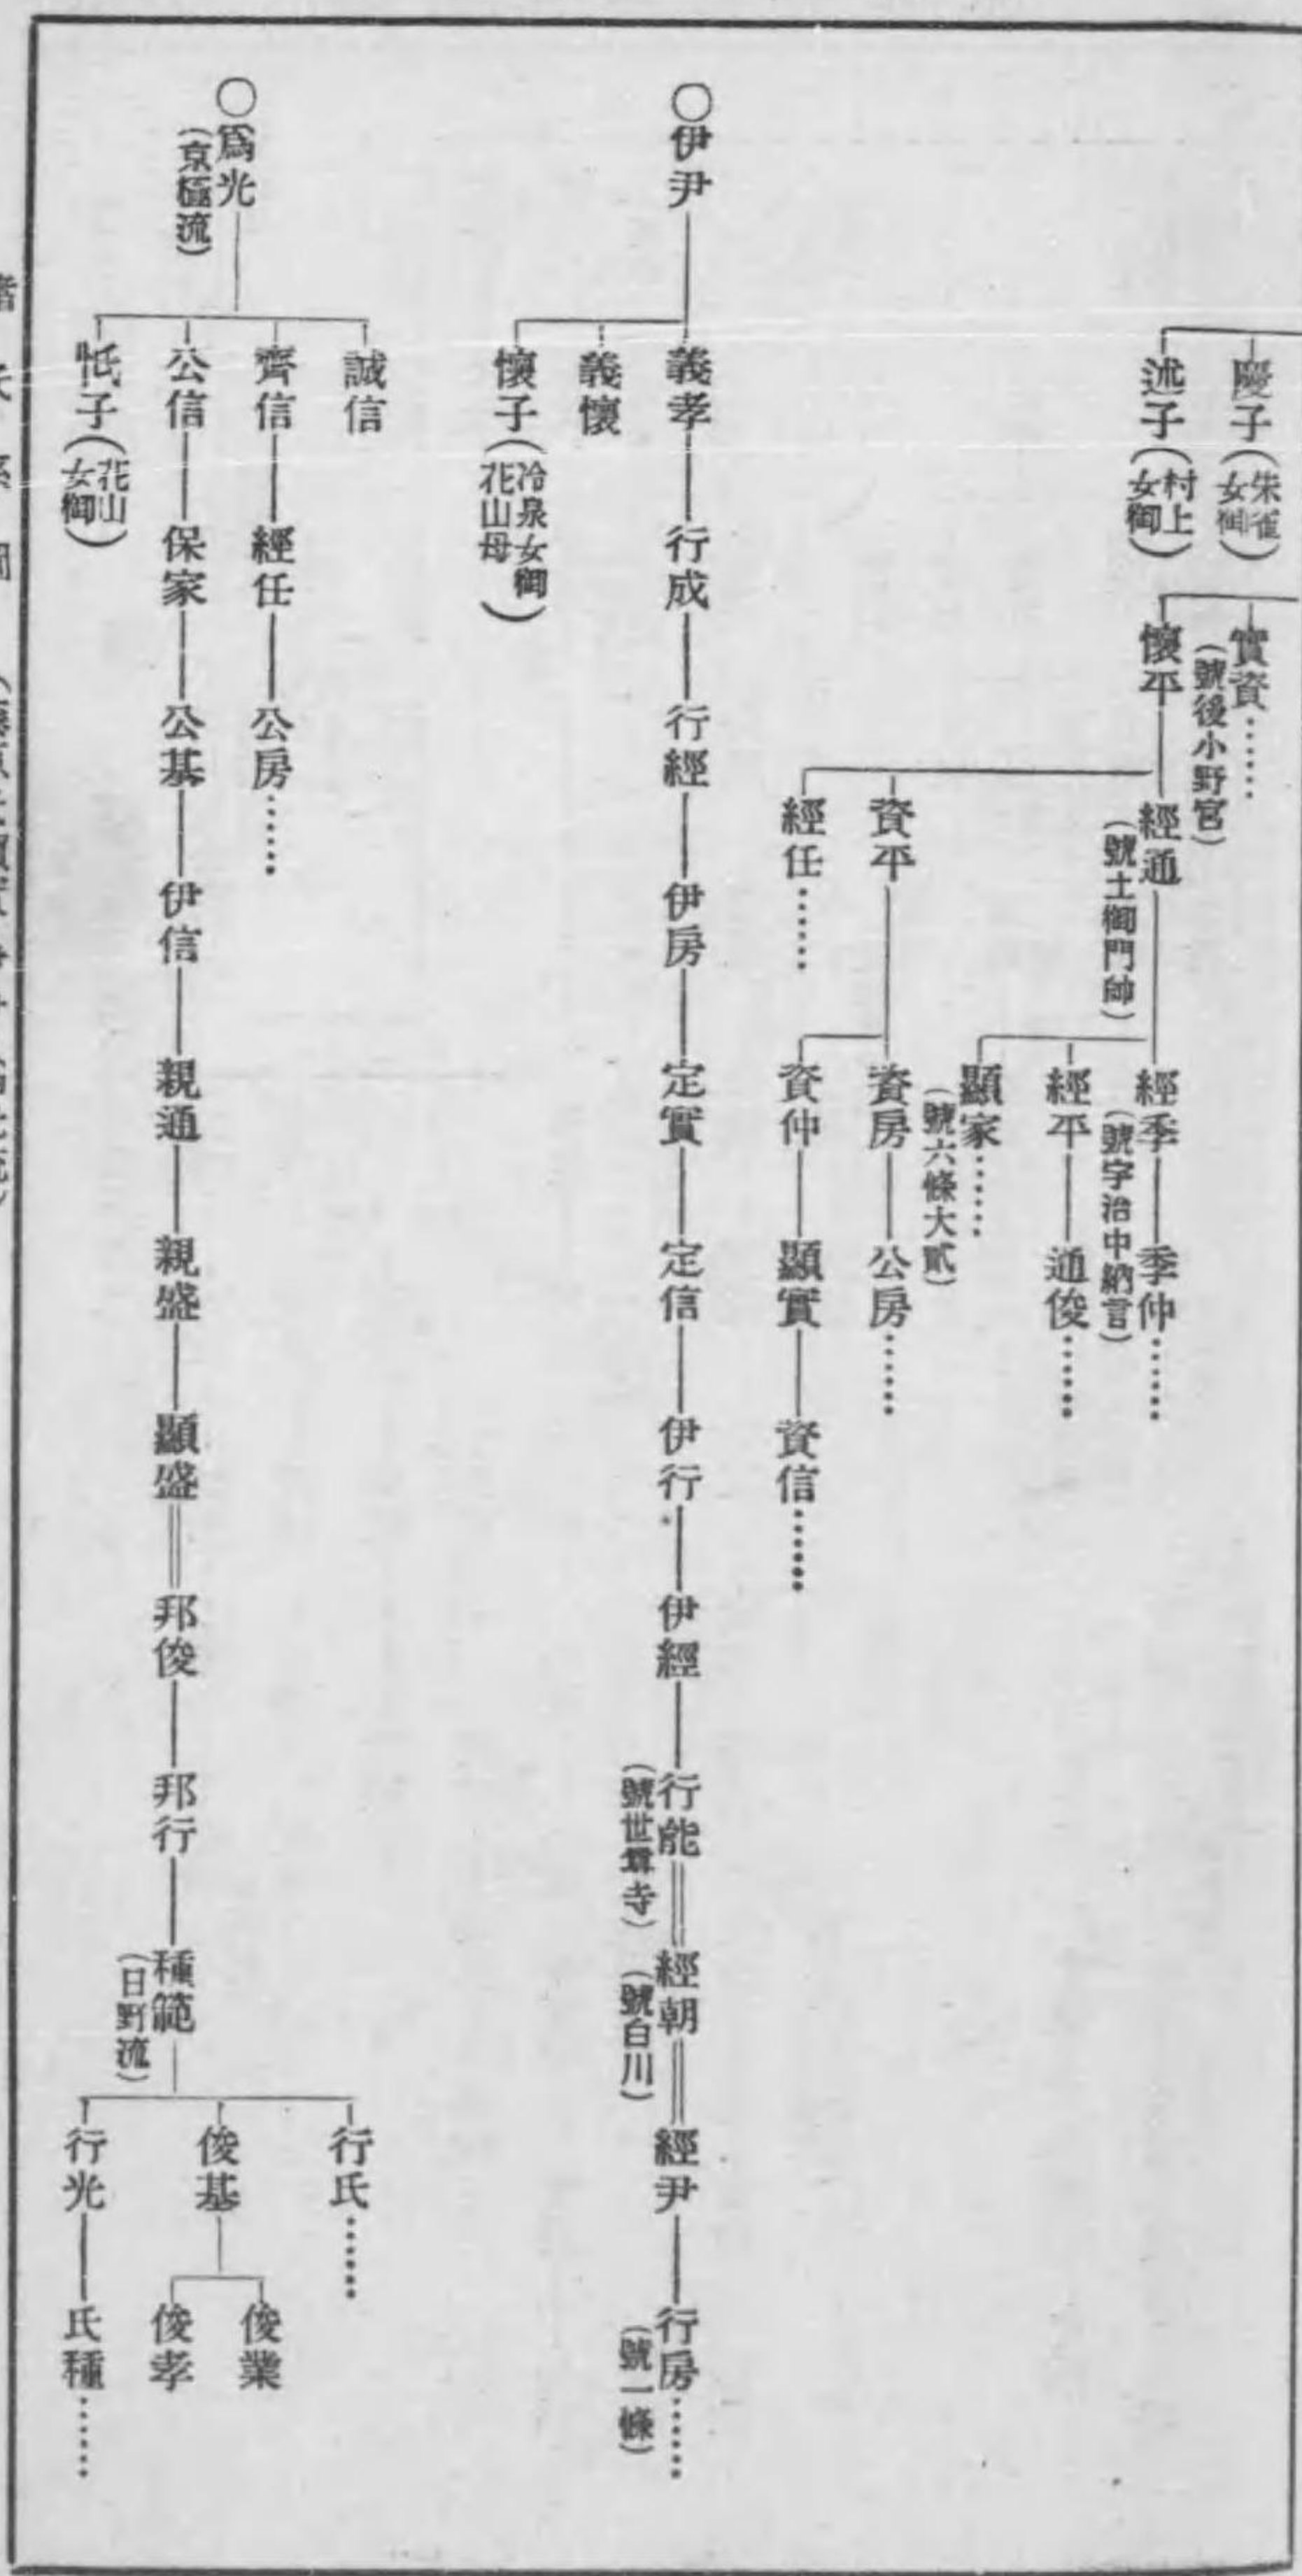 慶子(朱雀女御)
述子(村上女御)
實資……
(號後小野宮)
懷平―經通
(號土御門帥)
資平
經任……
經季―季仲……
(號宇治中納言)
經平―通俊……
顯家……
(號六條大貳)
資房―公房……
資仲―顯實―資信……
〇伊尹―義孝―行成―行經―伊房―定實―定信―伊行―伊經―行能＝經朝＝經尹―行房……
(號世尊寺)
(號白川)
(號一條)
義懷
懷子(冷泉女御花山母)
〇爲光
(京極流)
誠信
齊信―經任―公房……
公信―保家―公基―伊信―親通―親盛―顯盛＝邦俊―邦行―種範
(日野流)
忯子(花山女御)
行氏……
俊基
俊業
俊孝
行光―氏種……